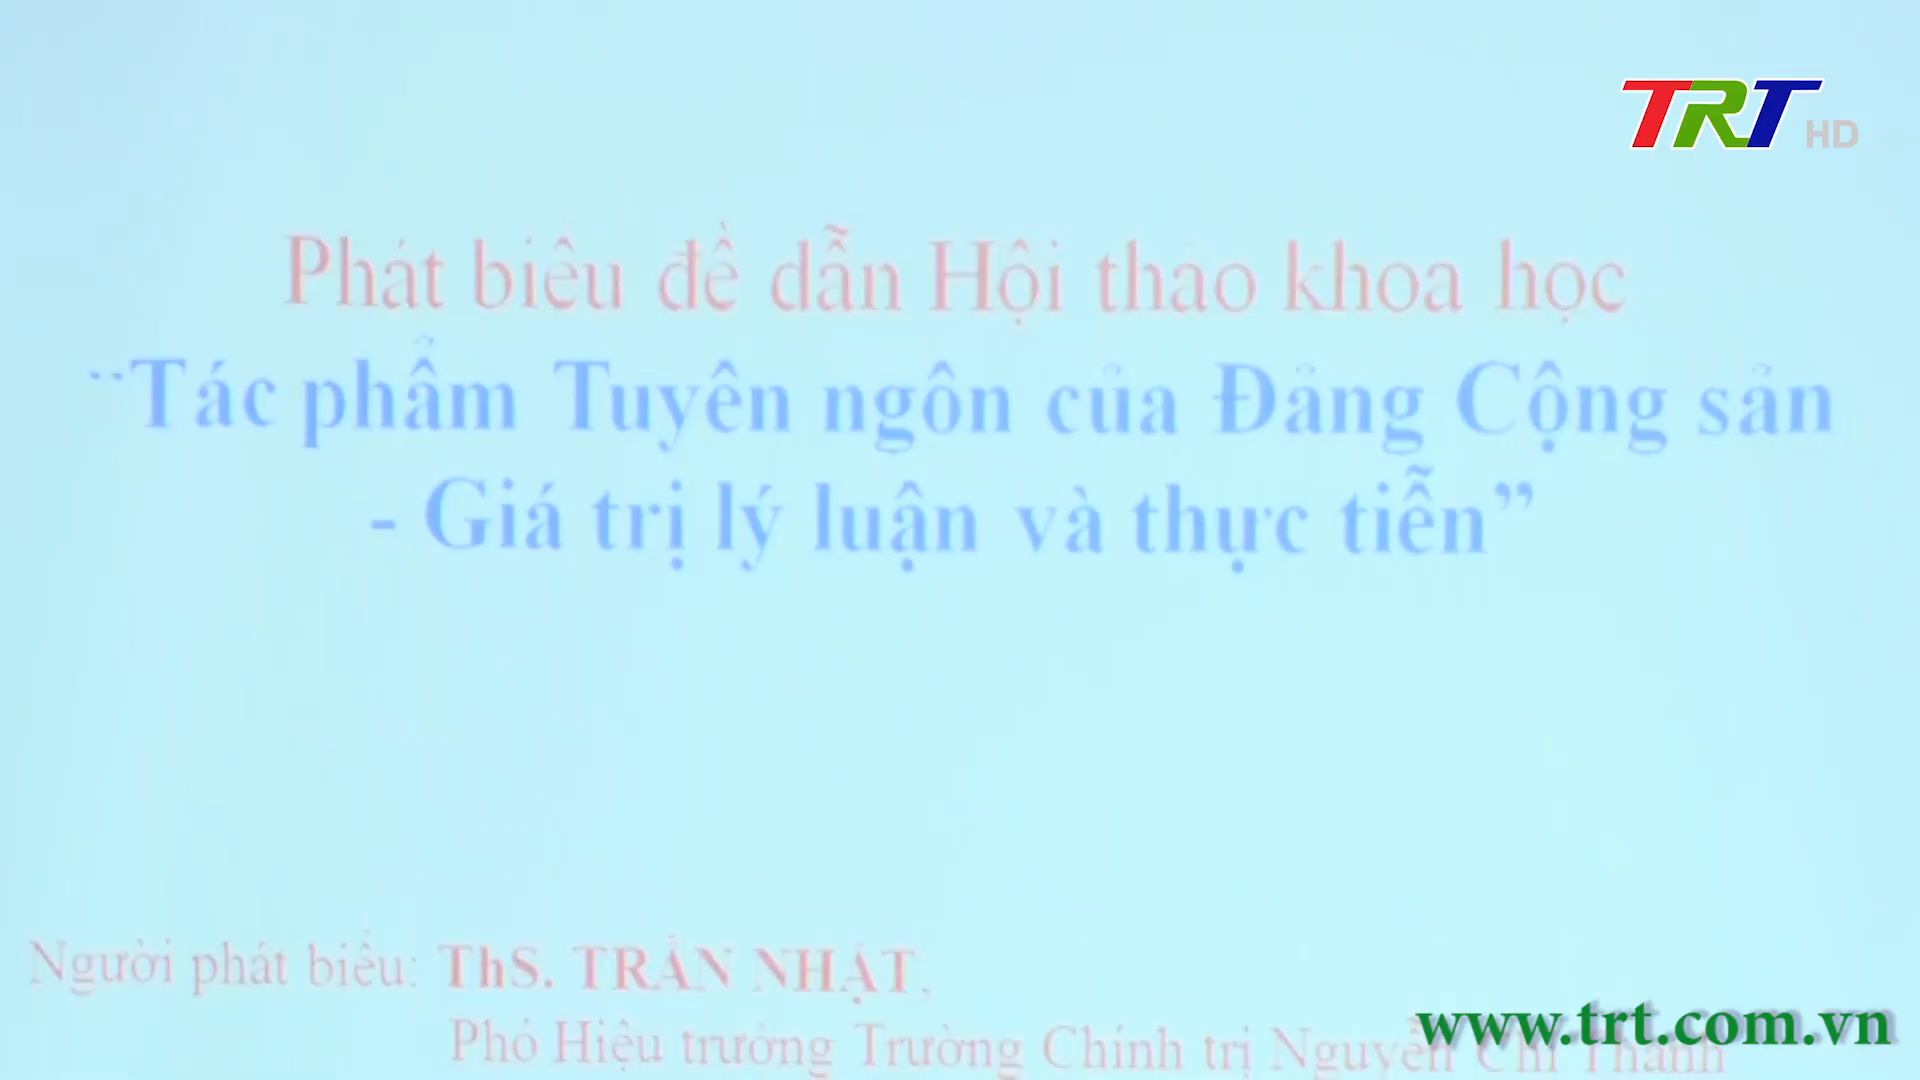 TRT HD
Phát biểu đề dẫn Hội thảo khoa học
"Tác phẩm Tuyên ngôn của Đảng Cộng sản
- Giá trị lý luận và thực tiễn”
Người phát biểu: ThS. TRẦN NHẬT,
Phó Hiệu trưởng Trường Chính trị Nguyễn Chí Thanh
www.trt.com.vn